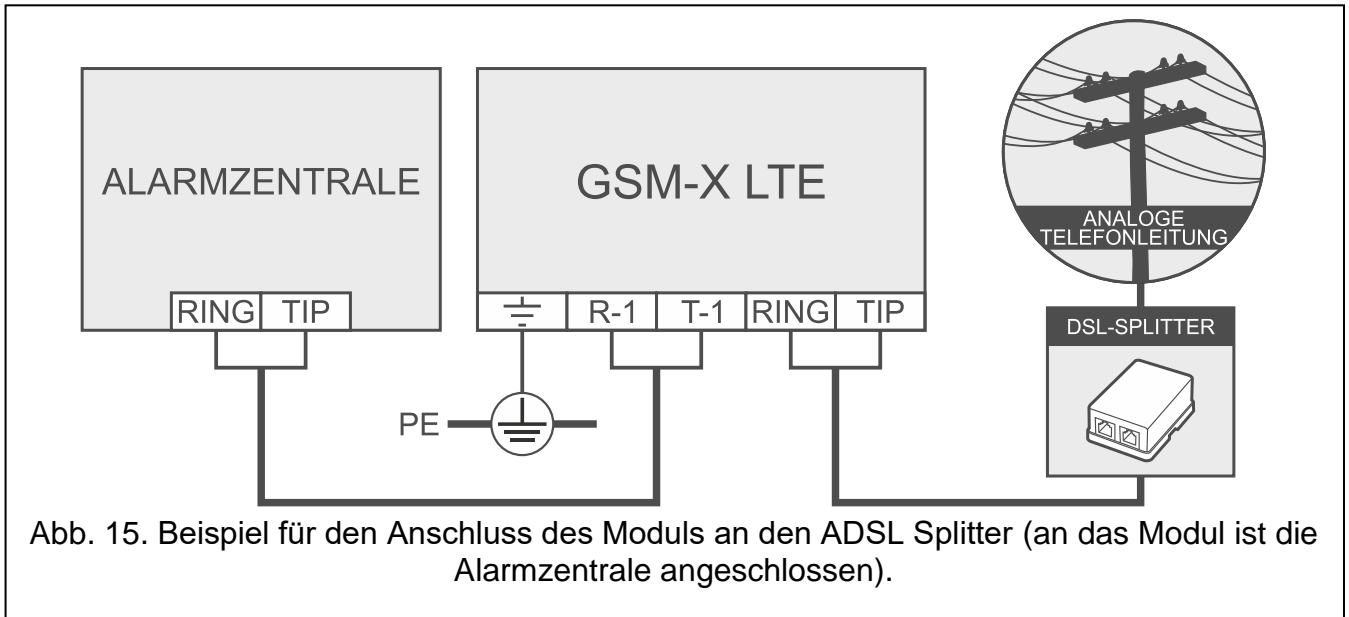 ALARMZENTRALE
RING TIP
GSM-X LTE
R-1 T-1 RING TIP
PE
ANALOGE
TELEFONLEITUNG
DSL-SPLITTER
Abb. 15. Beispiel für den Anschluss des Moduls an den ADSL Splitter (an das Modul ist die
Alarmzentrale angeschlossen).